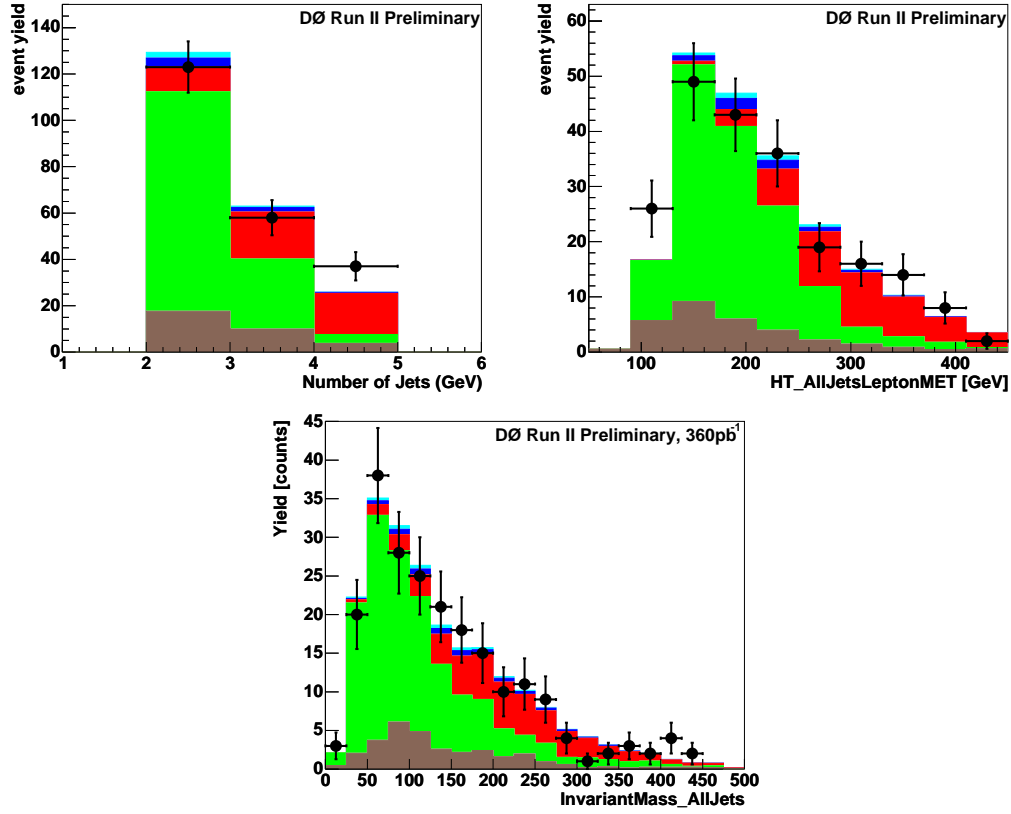 DØ Run II Preliminary
event yield
140
120
100
80
60
40
20
0
1 2 3 4 5 6
Number of Jets (GeV)
DØ Run II Preliminary
event yield
60
50
40
30
20
10
0
100 200 300 400
HT_AllJetsLeptonMET [GeV]
DØ Run II Preliminary, 360pb-1
Yield [counts]
45
40
35
30
25
20
15
10
5
0
0 50 100 150 200 250 300 350 400 450 500
InvariantMass_AllJets